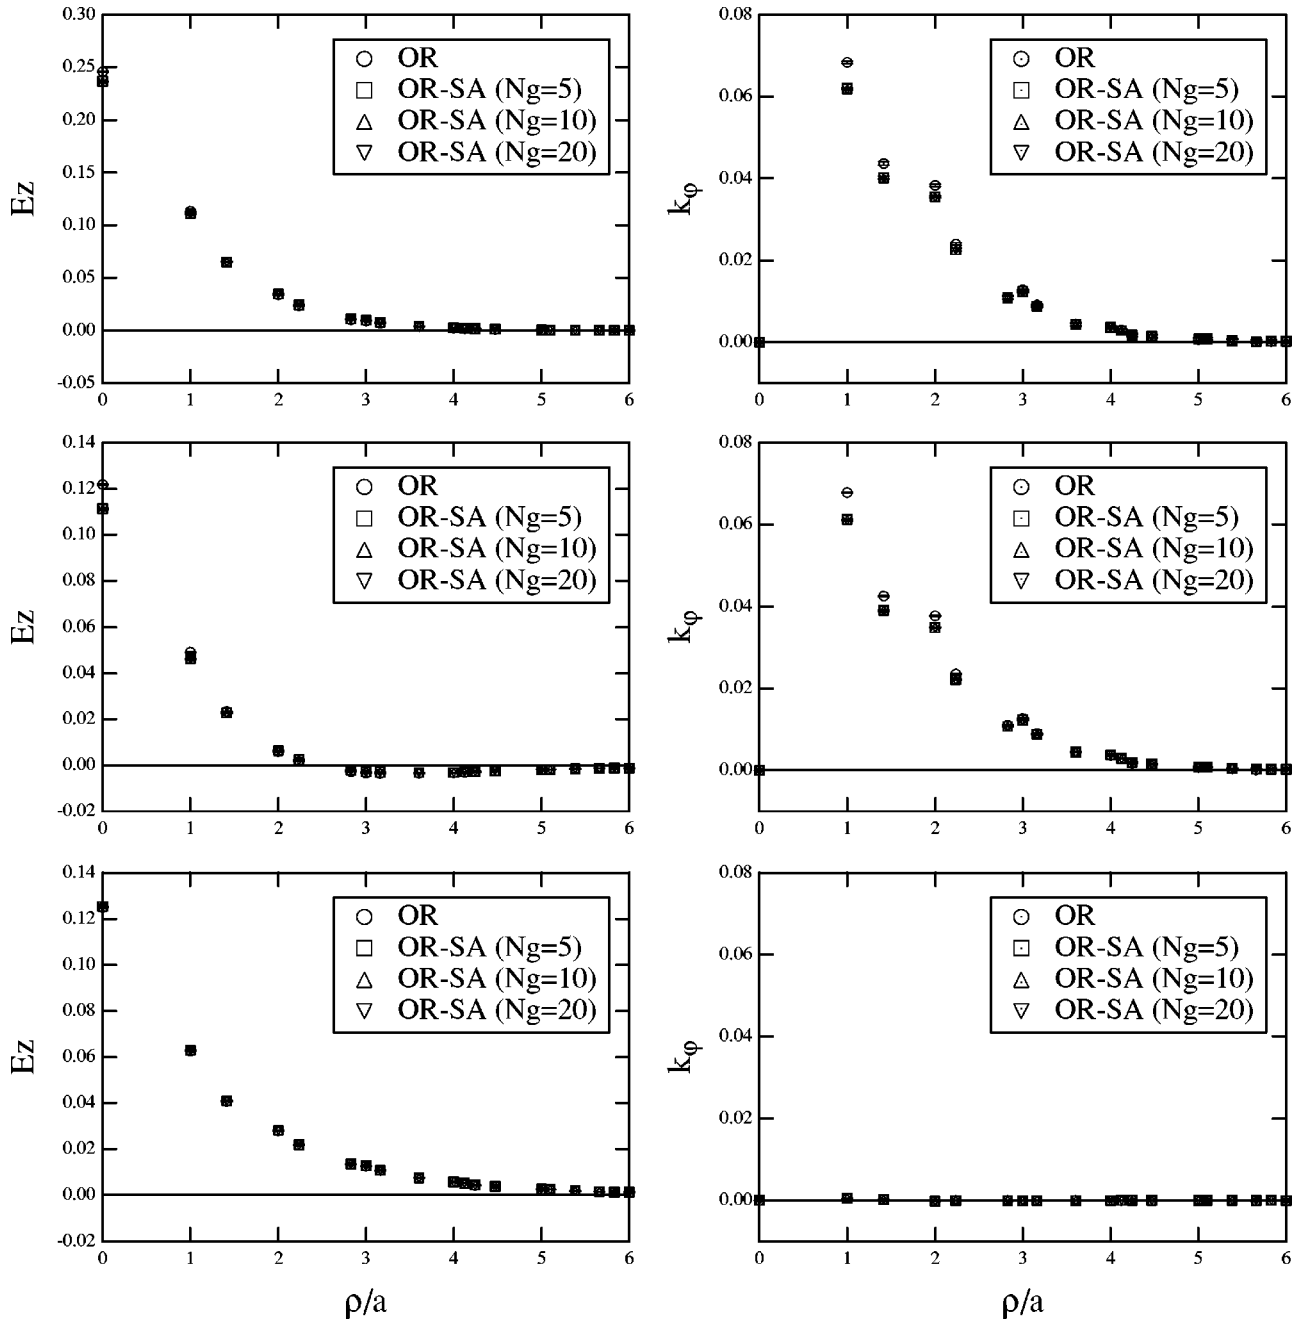 0.30
0.25
0.20
0.15
0.10
0.05
0.00
-0.05
Ez
OR
OR-SA (Ng=5)
OR-SA (Ng=10)
OR-SA (Ng=20)
0 1 2 3 4 5 6
0.08
0.06
0.04
0.02
0.00
kφ
OR
OR-SA (Ng=5)
OR-SA (Ng=10)
OR-SA (Ng=20)
0 1 2 3 4 5 6
0.14
0.12
0.10
0.08
0.06
0.04
0.02
0.00
-0.02
Ez
OR
OR-SA (Ng=5)
OR-SA (Ng=10)
OR-SA (Ng=20)
0 1 2 3 4 5 6
0.08
0.06
0.04
0.02
0.00
kφ
OR
OR-SA (Ng=5)
OR-SA (Ng=10)
OR-SA (Ng=20)
0 1 2 3 4 5 6
0.14
0.12
0.10
0.08
0.06
0.04
0.02
0.00
-0.02
Ez
OR
OR-SA (Ng=5)
OR-SA (Ng=10)
OR-SA (Ng=20)
0 1 2 3 4 5 6
ρ/a
0.08
0.06
0.04
0.02
0.00
kφ
OR
OR-SA (Ng=5)
OR-SA (Ng=10)
OR-SA (Ng=20)
0 1 2 3 4 5 6
ρ/a